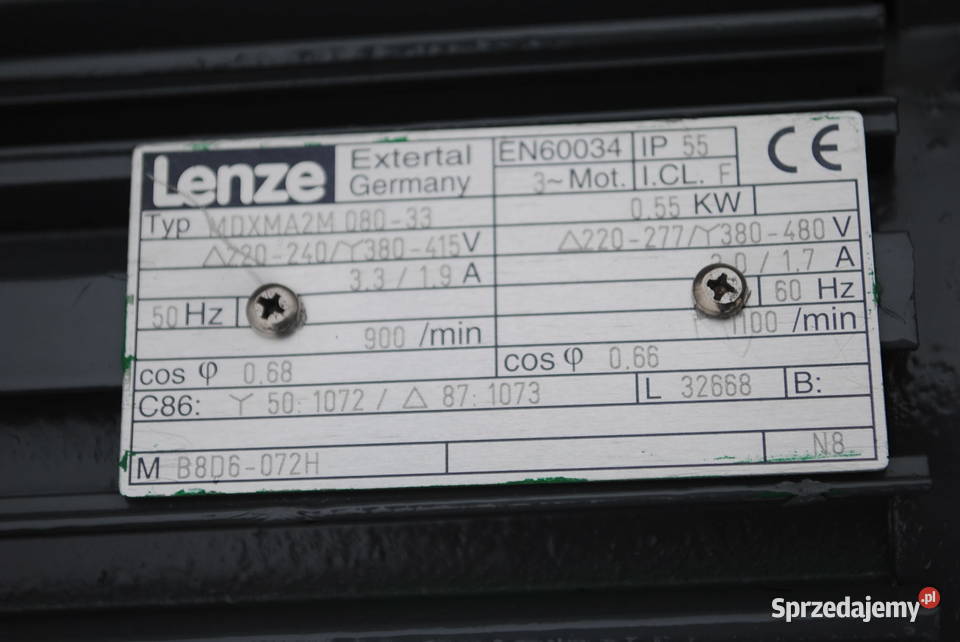 Lenze
Extertal
Germany
EN60034 IP 55
3~ Mot. I.CL. F
CE
Typ MDXMA2M 080-33
0.55 KW
△220-240/Y380-415 V
△220-277/Y380-480 V
3.3 / 1.9 A
2.0 / 1.7 A
50 Hz
60 Hz
900 /min
1100 /min
cos φ 0.68
cos φ 0.66
C86: Y 50: 1072 / △ 87: 1073
L 32668 B:
N8
M B8D6-072H
Sprzedajemy.pl